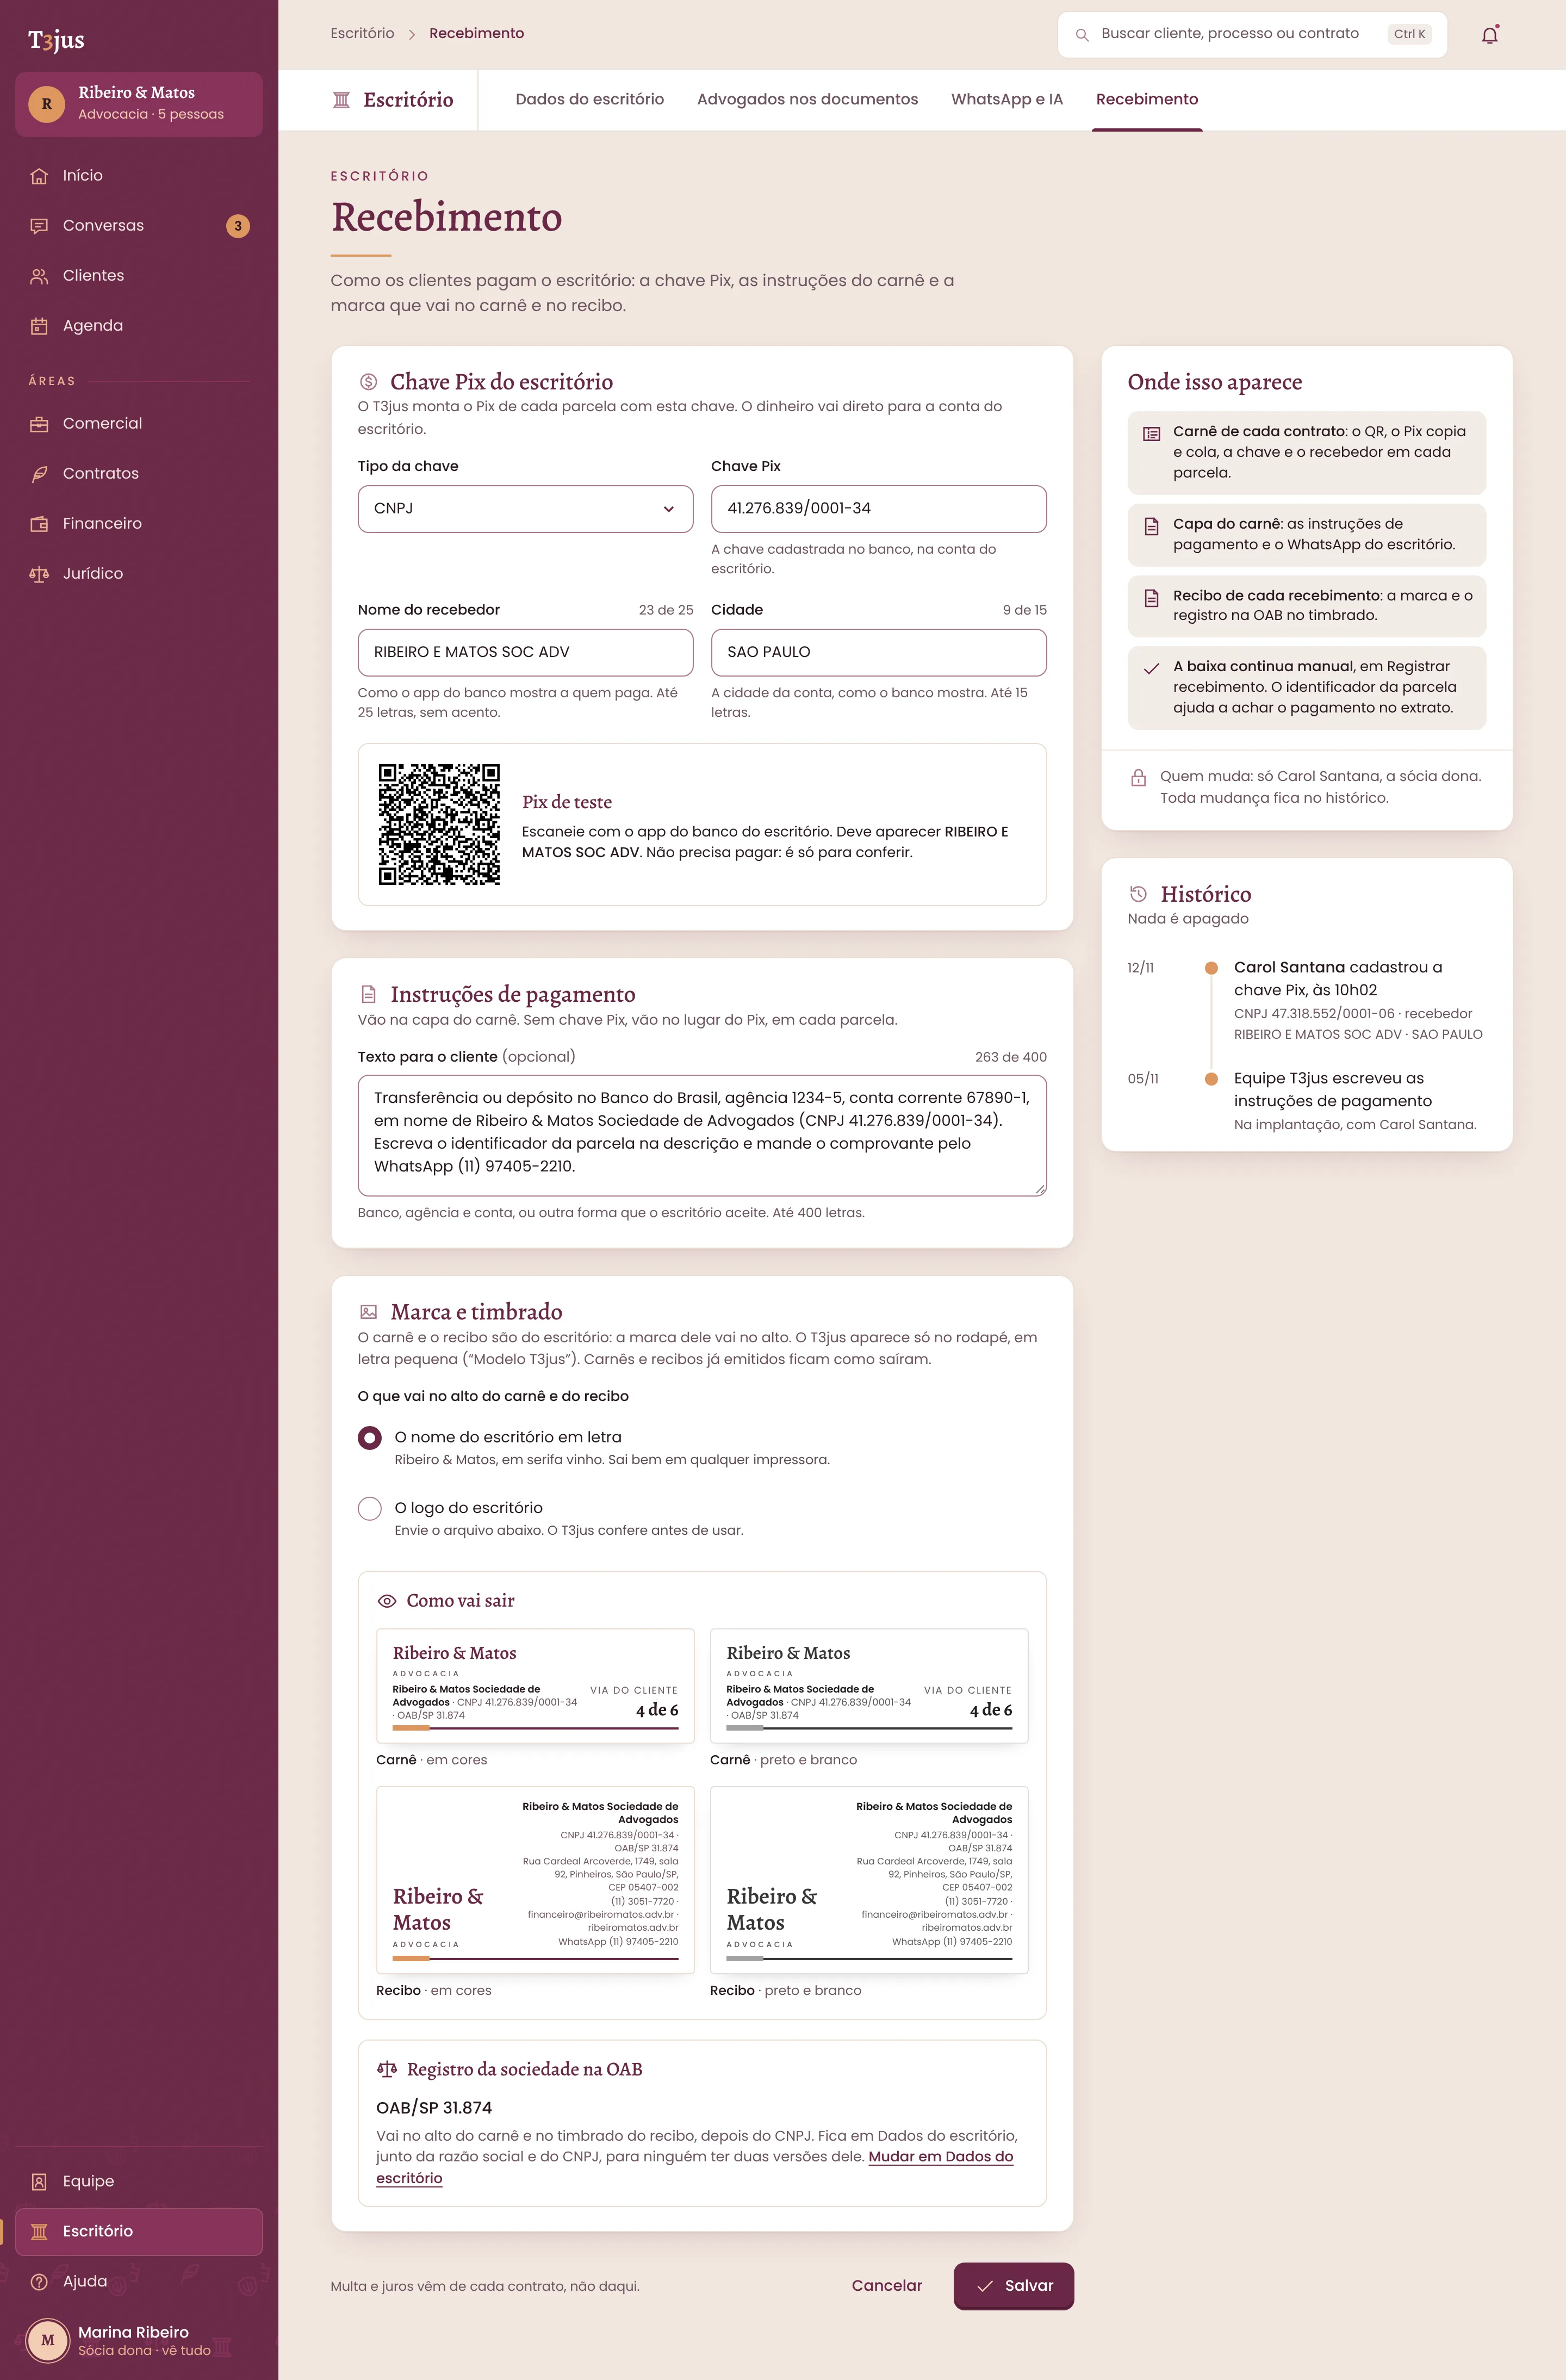 T3jus
Ribeiro & Matos
Advocacia · 5 pessoas
Início
Conversas
3
Clientes
Agenda
ÁREAS
Comercial
Contratos
Financeiro
Jurídico
Equipe
Escritório
Ajuda
M
Marina Ribeiro
Sócia dona · vê tudo
R
Escritório
Recebimento
Buscar cliente, processo ou contrato
Ctrl K
Escritório
Dados do escritório
Advogados nos documentos
WhatsApp e IA
Recebimento
ESCRITÓRIO
Recebimento
Como os clientes pagam o escritório: a chave Pix, as instruções do carnê e a
marca que vai no carnê e no recibo.
Chave Pix do escritório
O T3jus monta o Pix de cada parcela com esta chave. O dinheiro vai direto para a conta do
escritório.
Tipo da chave
CNPJ
Chave Pix
41.276.839/0001-34
A chave cadastrada no banco, na conta do
escritório.
Nome do recebedor
23 de 25
RIBEIRO E MATOS SOC ADV
Como o app do banco mostra a quem paga. Até
25 letras, sem acento.
Cidade
9 de 15
SAO PAULO
A cidade da conta, como o banco mostra. Até 15
letras.
Pix de teste
Escaneie com o app do banco do escritório. Deve aparecer RIBEIRO E
MATOS SOC ADV. Não precisa pagar: é só para conferir.
Instruções de pagamento
Vão na capa do carnê. Sem chave Pix, vão no lugar do Pix, em cada parcela.
Texto para o cliente (opcional)
263 de 400
Transferência ou depósito no Banco do Brasil, agência 1234-5, conta corrente 67890-1,
em nome de Ribeiro & Matos Sociedade de Advogados (CNPJ 41.276.839/0001-34).
Escreva o identificador da parcela na descrição e mande o comprovante pelo
WhatsApp (11) 97405-2210.
Banco, agência e conta, ou outra forma que o escritório aceite. Até 400 letras.
Marca e timbrado
O carnê e o recibo são do escritório: a marca dele vai no alto. O T3jus aparece só no rodapé, em
letra pequena (“Modelo T3jus”). Carnês e recibos já emitidos ficam como saíram.
O que vai no alto do carnê e do recibo
O nome do escritório em letra
Ribeiro & Matos, em serifa vinho. Sai bem em qualquer impressora.
O logo do escritório
Envie o arquivo abaixo. O T3jus confere antes de usar.
Como vai sair
Ribeiro & Matos
ADVOCACIA
Ribeiro & Matos Sociedade de
Advogados · CNPJ 41.276.839/0001-34
· OAB/SP 31.874
VIA DO CLIENTE
4 de 6
Carnê · em cores
Ribeiro & Matos
ADVOCACIA
Ribeiro & Matos Sociedade de
Advogados · CNPJ 41.276.839/0001-34
· OAB/SP 31.874
VIA DO CLIENTE
4 de 6
Carnê · preto e branco
Ribeiro &
Matos
ADVOCACIA
Ribeiro & Matos Sociedade de
Advogados
CNPJ 41.276.839/0001-34 ·
OAB/SP 31.874
Rua Cardeal Arcoverde, 1749, sala
92, Pinheiros, São Paulo/SP,
CEP 05407-002
(11) 3051-7720 ·
financeiro@ribeiromatos.adv.br ·
ribeiromatos.adv.br
WhatsApp (11) 97405-2210
Recibo · em cores
Ribeiro &
Matos
ADVOCACIA
Ribeiro & Matos Sociedade de
Advogados
CNPJ 41.276.839/0001-34 ·
OAB/SP 31.874
Rua Cardeal Arcoverde, 1749, sala
92, Pinheiros, São Paulo/SP,
CEP 05407-002
(11) 3051-7720 ·
financeiro@ribeiromatos.adv.br ·
ribeiromatos.adv.br
WhatsApp (11) 97405-2210
Recibo · preto e branco
Registro da sociedade na OAB
OAB/SP 31.874
Vai no alto do carnê e no timbrado do recibo, depois do CNPJ. Fica em Dados do escritório,
junto da razão social e do CNPJ, para ninguém ter duas versões dele. Mudar em Dados do
escritório
Multa e juros vêm de cada contrato, não daqui.
Cancelar
Salvar
Onde isso aparece
Carnê de cada contrato: o QR, o Pix copia
e cola, a chave e o recebedor em cada
parcela.
Capa do carnê: as instruções de
pagamento e o WhatsApp do escritório.
Recibo de cada recebimento: a marca e o
registro na OAB no timbrado.
A baixa continua manual, em Registrar
recebimento. O identificador da parcela
ajuda a achar o pagamento no extrato.
Quem muda: só Carol Santana, a sócia dona.
Toda mudança fica no histórico.
Histórico
Nada é apagado
12/11
Carol Santana cadastrou a
chave Pix, às 10h02
CNPJ 47.318.552/0001-06 · recebedor
RIBEIRO E MATOS SOC ADV · SAO PAULO
05/11
Equipe T3jus escreveu as
instruções de pagamento
Na implantação, com Carol Santana.